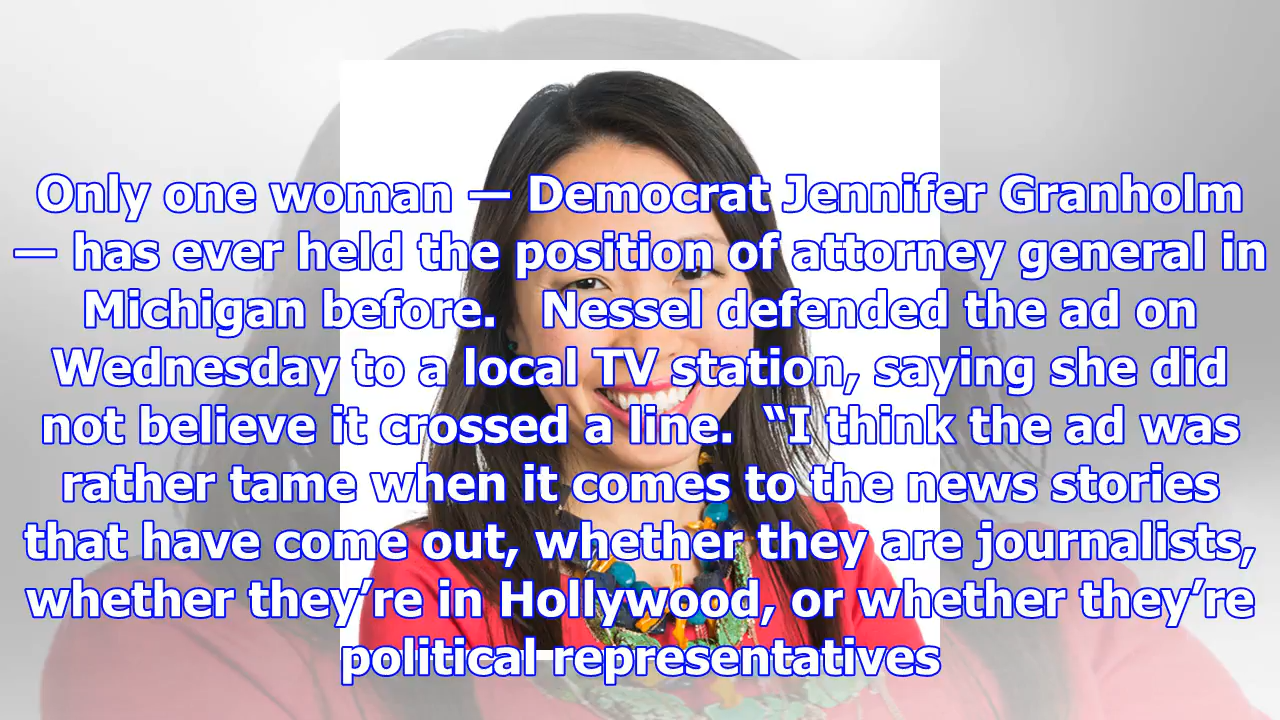 Only one woman — Democrat Jennifer Granholm
— has ever held the position of attorney general in
Michigan before.   Nessel defended the ad on
Wednesday to a local TV station, saying she did
not believe it crossed a line.  “I think the ad was
rather tame when it comes to the news stories
that have come out, whether they are journalists,
whether they’re in Hollywood, or whether they’re
political representatives